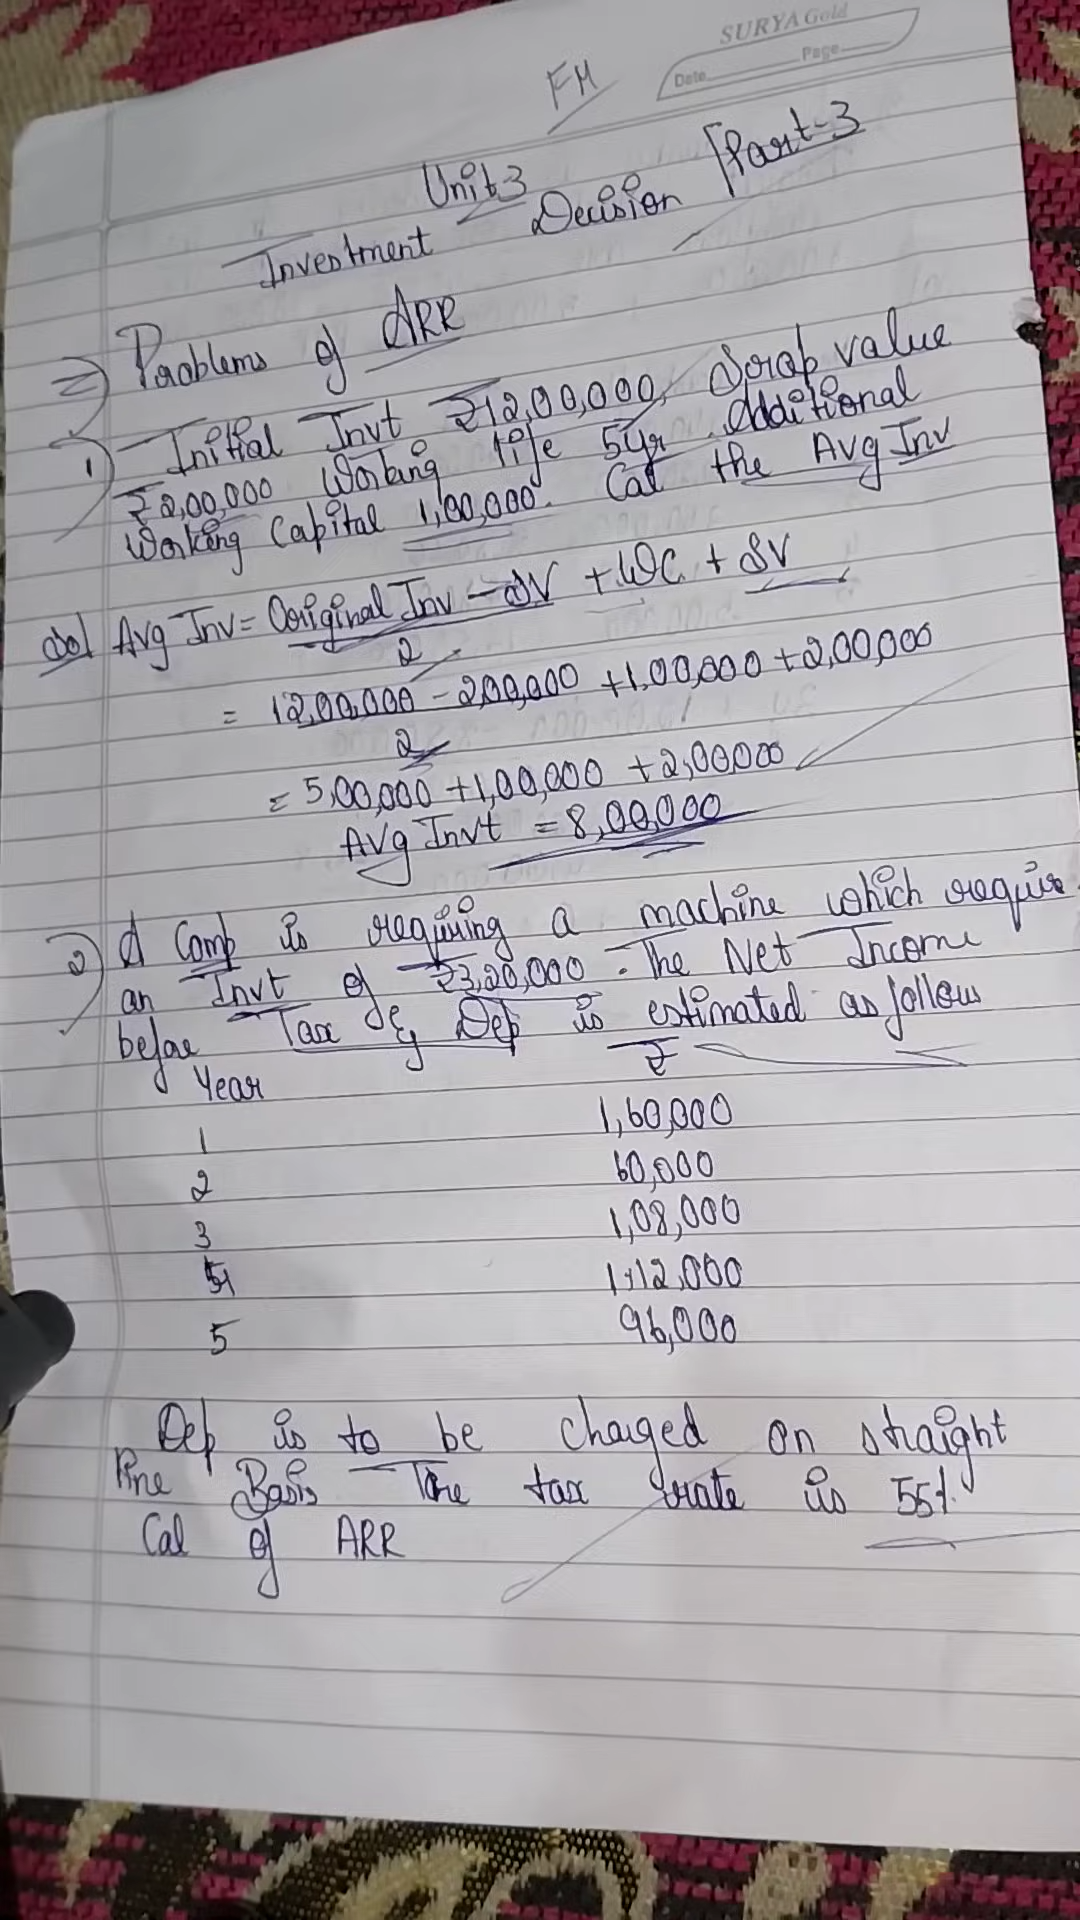 SURYA Gold
Date Page
FM
Unit 3 [Part-3
Investment Decision
=) Problems of ARR
1) Initial Invt ₹12,00,000, Scrap value
₹2,00,000 Working life 5yr. Additional
Working Capital 1,00,000. Cal the Avg Inv
Sol Avg Inv = Original Inv - SV + WC + SV
2
= 12,00,000 - 2,00,000 + 1,00,000 + 2,00,000
2
= 5,00,000 + 1,00,000 + 2,00,000
Avg Invt = 8,00,000
2) A Comp is requiring a machine which require
an Invt of ₹3,20,000. The Net Income
before Tax & Dep is estimated as follow
Year ₹
1 1,60,000
2 60,000
3 1,08,000
4 1,12,000
5 96,000
Dep is to be charged on straight
line Basis The tax rate is 55%.
Cal of ARR